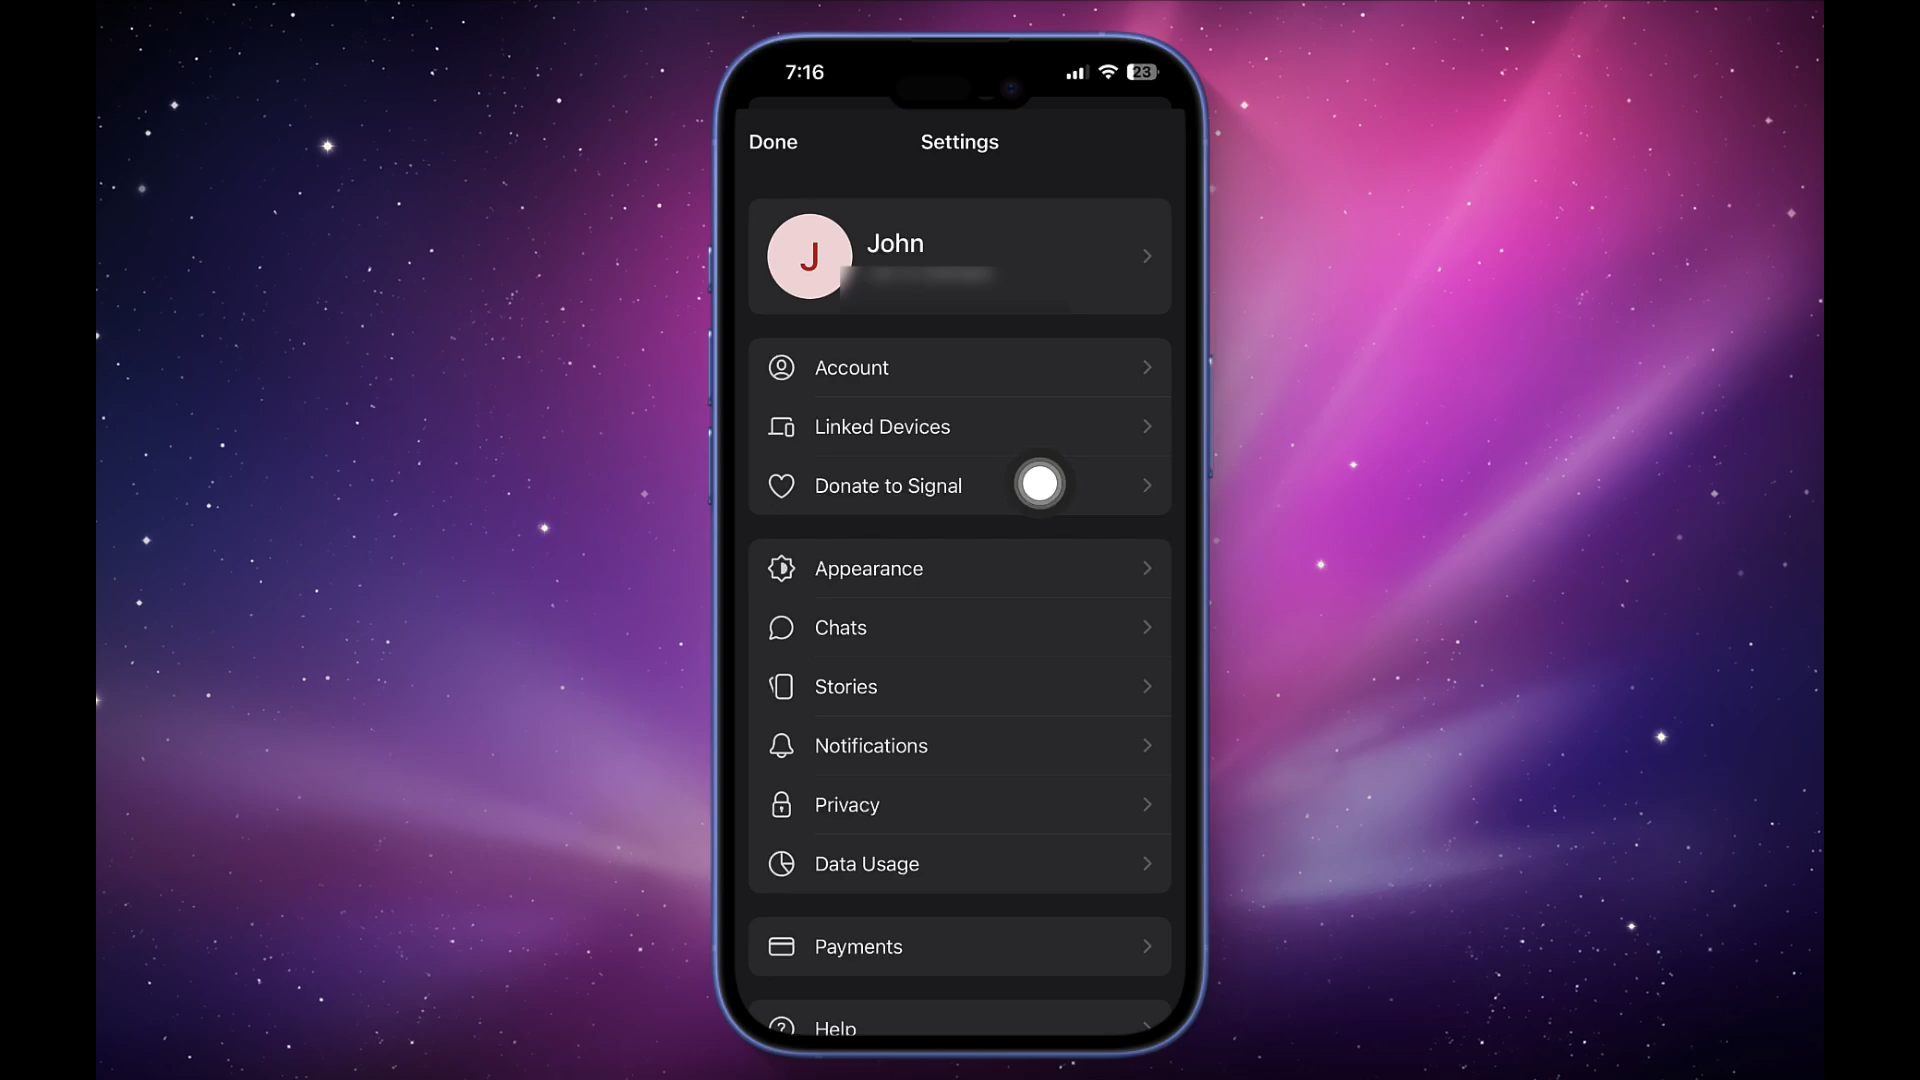 7:16
23
Done
Settings
J
John
Account
Linked Devices
Donate to Signal
Appearance
Chats
Stories
Notifications
Privacy
Data Usage
Payments
Help